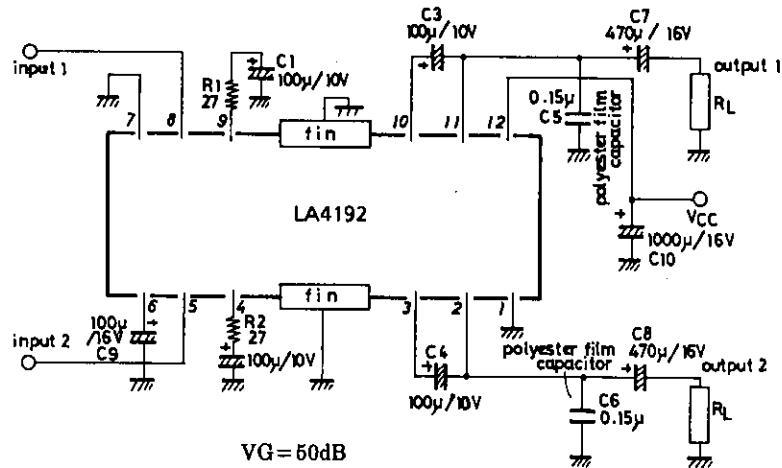 C3
100μ/10V
C7
470μ/16V
input 1
C1
100μ/10V
R1
27
output 1
RL
0.15μ
C5
polyester film
capacitor
7
8
9
fin
10
11
12
LA4192
VCC
1000μ/16V
C10
fin
6
5
4
3
2
1
100μ
/16V
C9
R2
27
100μ/10V
input 2
C4
100μ/10V
polyester film
capacitor
C8
470μ/16V
output 2
C6
0.15μ
RL
VG=50dB